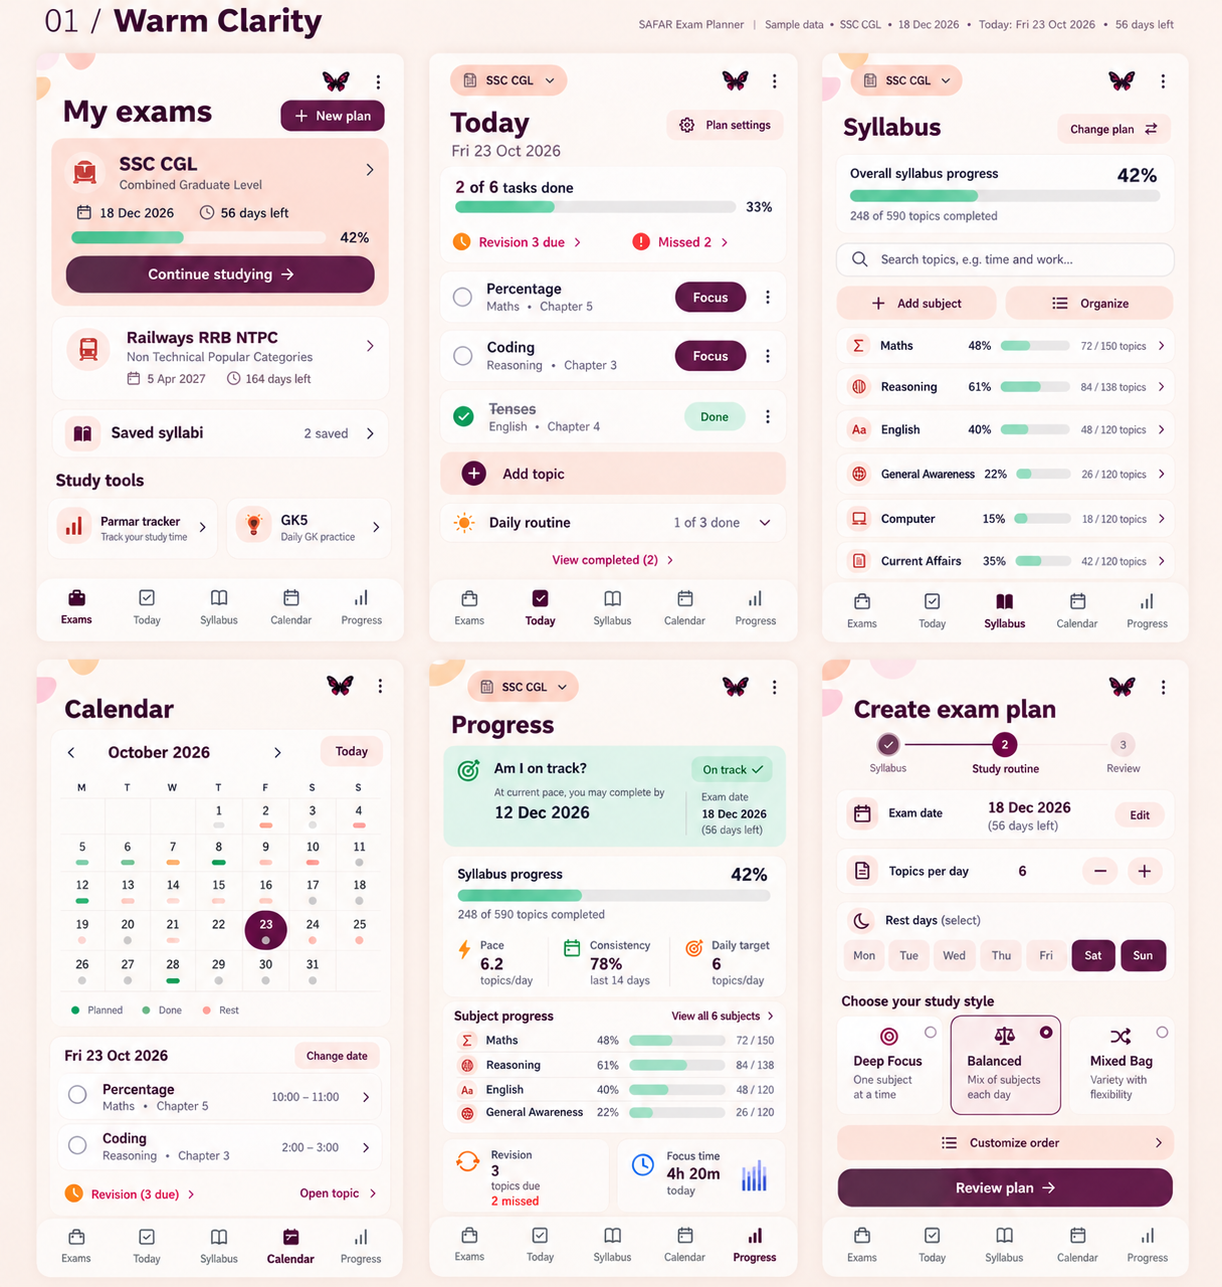 01 / Warm Clarity
SAFAR Exam Planner | Sample data • SSC CGL • 18 Dec 2026 • Today: Fri 23 Oct 2026 • 56 days left
My exams
+ New plan
SSC CGL
Combined Graduate Level
18 Dec 2026 56 days left
42%
Continue studying →
Railways RRB NTPC
Non Technical Popular Categories
5 Apr 2027 164 days left
Saved syllabi 2 saved
Study tools
Parmar tracker
Track your study time
GK5
Daily GK practice
Exams Today Syllabus Calendar Progress
SSC CGL
Today
Plan settings
Fri 23 Oct 2026
2 of 6 tasks done
33%
Revision 3 due > Missed 2 >
Percentage
Maths • Chapter 5
Focus
Coding
Reasoning • Chapter 3
Focus
Tenses
English • Chapter 4
Done
Add topic
Daily routine 1 of 3 done
View completed (2) >
Exams Today Syllabus Calendar Progress
SSC CGL
Syllabus
Change plan
Overall syllabus progress 42%
248 of 590 topics completed
Search topics, e.g. time and work...
+ Add subject
Organize
Σ Maths 48% 72 / 150 topics
Reasoning 61% 84 / 138 topics
Aa English 40% 48 / 120 topics
General Awareness 22% 26 / 120 topics
Computer 15% 18 / 120 topics
Current Affairs 35% 42 / 120 topics
Exams Today Syllabus Calendar Progress
Calendar
October 2026
Today
M T W T F S S
1 2 3 4
5 6 7 8 9 10 11
12 13 14 15 16 17 18
19 20 21 22 23 24 25
26 27 28 29 30 31
Planned Done Rest
Fri 23 Oct 2026
Change date
Percentage
Maths • Chapter 5
10:00 – 11:00
Coding
Reasoning • Chapter 3
2:00 – 3:00
Revision (3 due) >
Open topic >
Exams Today Syllabus Calendar Progress
SSC CGL
Progress
Am I on track?
On track ✓
At current pace, you may complete by
12 Dec 2026
Exam date
18 Dec 2026
(56 days left)
Syllabus progress 42%
248 of 590 topics completed
Pace
6.2
topics/day
Consistency
78%
last 14 days
Daily target
6
topics/day
Subject progress
View all 6 subjects >
Σ Maths 48% 72 / 150
Reasoning 61% 84 / 138
Aa English 40% 48 / 120
General Awareness 22% 26 / 120
Revision
3
topics due
2 missed
Focus time
4h 20m
today
Exams Today Syllabus Calendar Progress
Create exam plan
2 3
Syllabus Study routine Review
Exam date
18 Dec 2026
(56 days left)
Edit
Topics per day 6 − +
Rest days (select)
Mon Tue Wed Thu Fri Sat Sun
Choose your study style
Deep Focus
One subject
at a time
Balanced
Mix of subjects
each day
Mixed Bag
Variety with
flexibility
Customize order
Review plan →
Exams Today Syllabus Calendar Progress